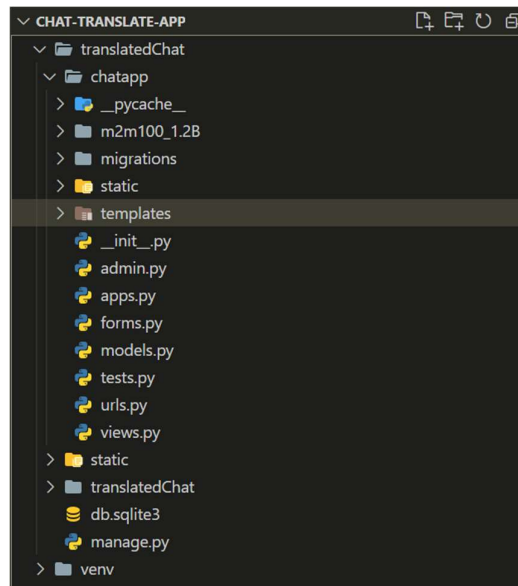 CHAT-TRANSLATE-APP
translatedChat
chatapp
__pycache__
m2m100_1.2B
migrations
static
templates
__init__.py
admin.py
apps.py
forms.py
models.py
tests.py
urls.py
views.py
static
translatedChat
db.sqlite3
manage.py
venv